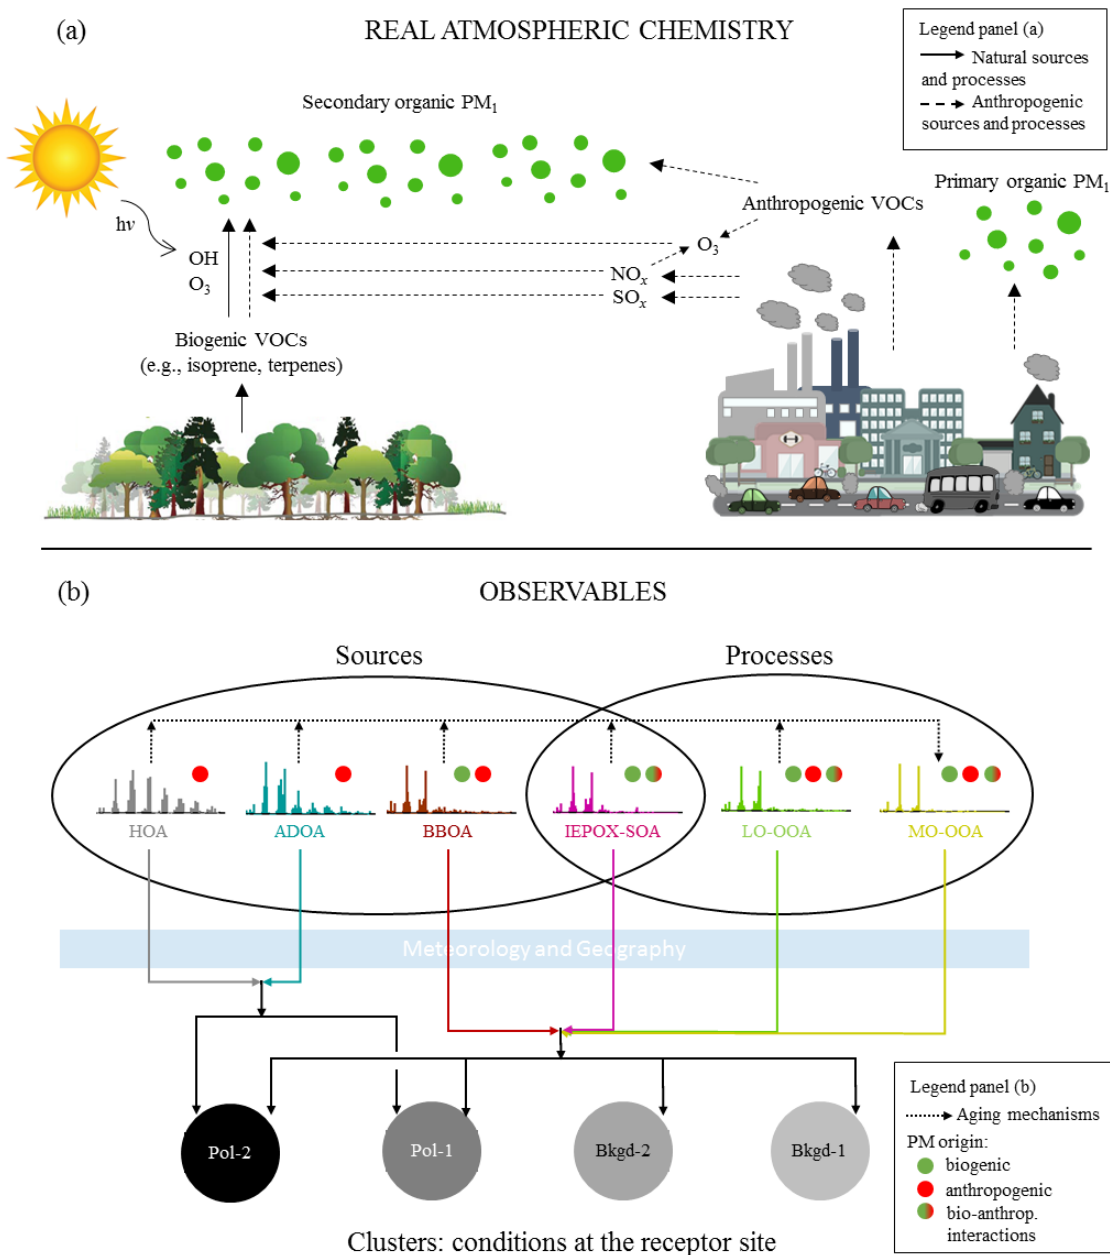 (a)
REAL ATMOSPHERIC CHEMISTRY
Legend panel (a)
Natural sources
and processes
Anthropogenic
sources and processes
Secondary organic PM1
Primary organic PM1
Anthropogenic VOCs
hν
OH
O3
O3
NOx
SOx
Biogenic VOCs
(e.g., isoprene, terpenes)
(b)
OBSERVABLES
Sources
Processes
HOA
ADOA
BBOA
IEPOX-SOA
LO-OOA
MO-OOA
Meteorology and Geography
Legend panel (b)
Aging mechanisms
PM origin:
biogenic
anthropogenic
bio-anthrop.
interactions
Pol-2
Pol-1
Bkgd-2
Bkgd-1
Clusters: conditions at the receptor site